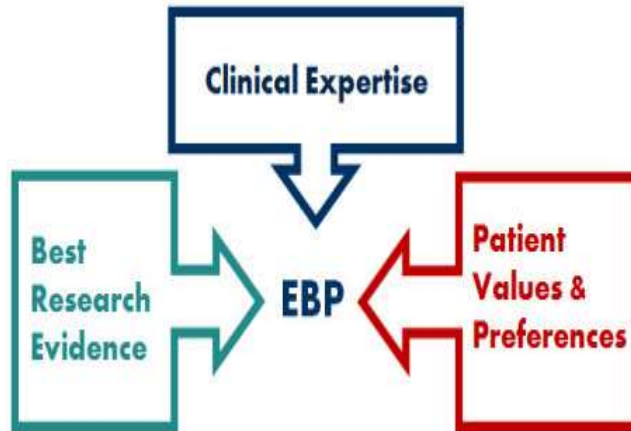 Clinical Expertise
Best
Research
Evidence
EBP
Patient
Values &
Preferences